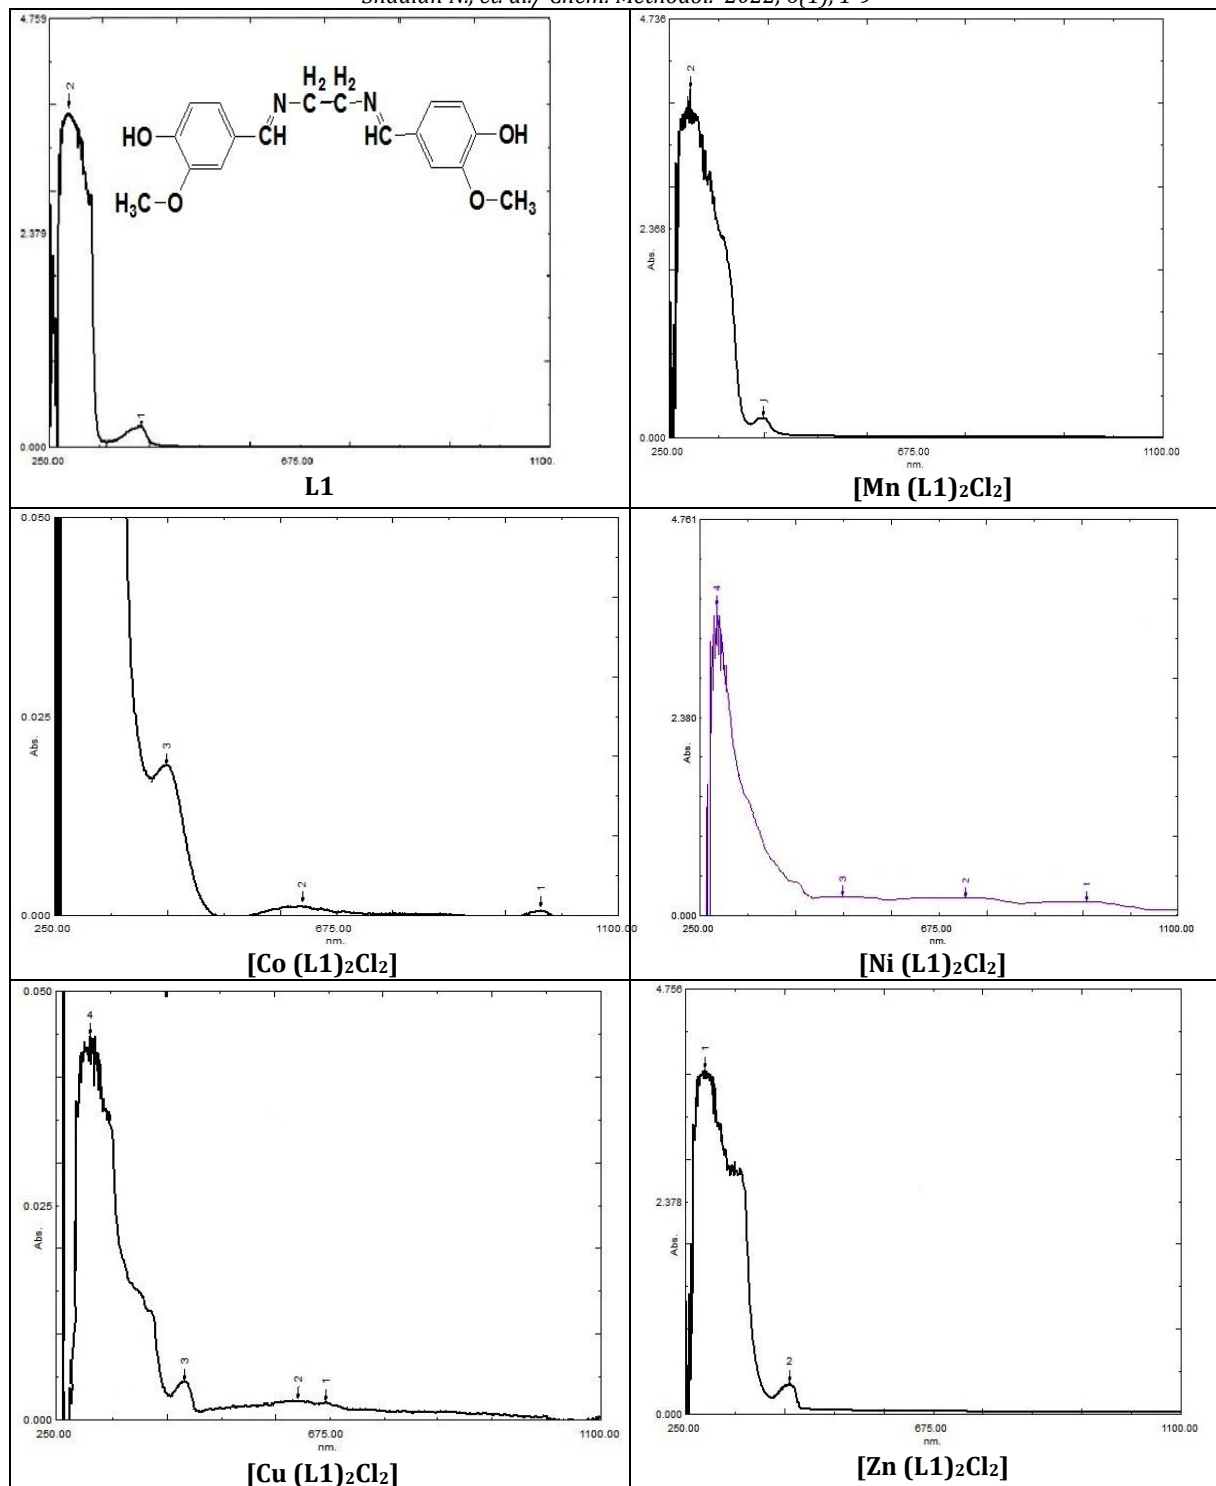 Shaalan N., et. al./ Chem. Methodol. 2022, 6(1), 1-9
4.759
2
H2 H2
N C C N
HO CH HC OH
H3C O O CH3
2.379
1
0.000
250.00 675.00 1100.
nm.
L1
4.736
2
Abs.
2.368
1
0.000
250.00 675.00 1100.00
nm.
[Mn (L1)2Cl2]
0.050
0.025
Abs.
3
2
1
0.000
250.00 675.00 1100.00
nm.
[Co (L1)2Cl2]
4.761
4
2.380
Abs.
3
2
1
0.000
250.00 675.00 1100.00
nm.
[Ni (L1)2Cl2]
0.050
4
0.025
Abs.
3
2
1
0.000
250.00 675.00 1100.00
nm.
[Cu (L1)2Cl2]
4.756
1
2.378
Abs.
2
0.000
250.00 675.00 1100.00
nm.
[Zn (L1)2Cl2]